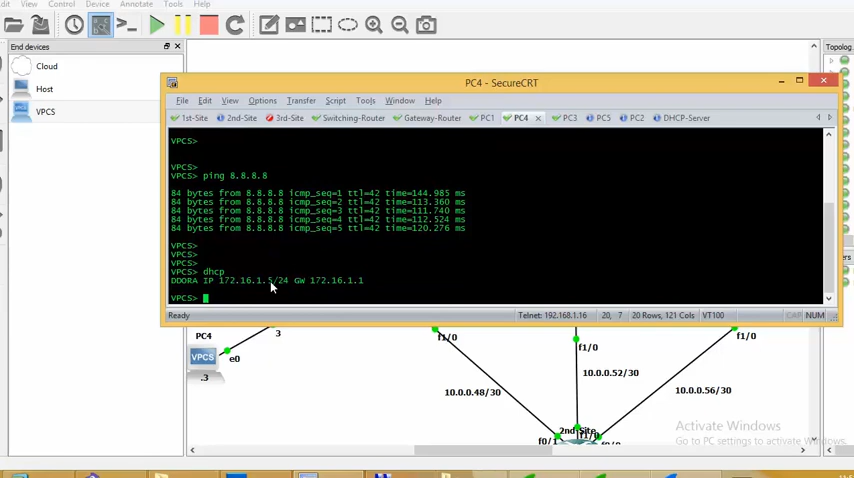 dit View Control Device Annotate Tools Help
End devices
Topolog
Cloud
Host
VPCS
PC4 - SecureCRT
File Edit View Options Transfer Script Tools Window Help
1st-Site 2nd-Site 3rd-Site Switching-Router Gateway-Router PC1 PC4 PC3 PC5 PC2 DHCP-Server
VPCS>
VPCS>
VPCS> ping 8.8.8.8
84 bytes from 8.8.8.8 icmp_seq=1 ttl=42 time=144.985 ms
84 bytes from 8.8.8.8 icmp_seq=2 ttl=42 time=113.360 ms
84 bytes from 8.8.8.8 icmp_seq=3 ttl=42 time=111.740 ms
84 bytes from 8.8.8.8 icmp_seq=4 ttl=42 time=112.524 ms
84 bytes from 8.8.8.8 icmp_seq=5 ttl=42 time=120.276 ms
VPCS>
VPCS>
VPCS>
VPCS> dhcp
DDORA IP 172.16.1.5/24 GW 172.16.1.1
VPCS>
Ready Telnet: 192.168.1.16 20, 7 20 Rows, 121 Cols VT100 CAP NUM
ers
PC4
3
e0
VPCS
.3
f1/0
f1/0
f1/0
10.0.0.48/30
10.0.0.52/30
10.0.0.56/30
2nd-Site
f1/0
f0/1
Activate Windows
Go to PC settings to activate Windows.